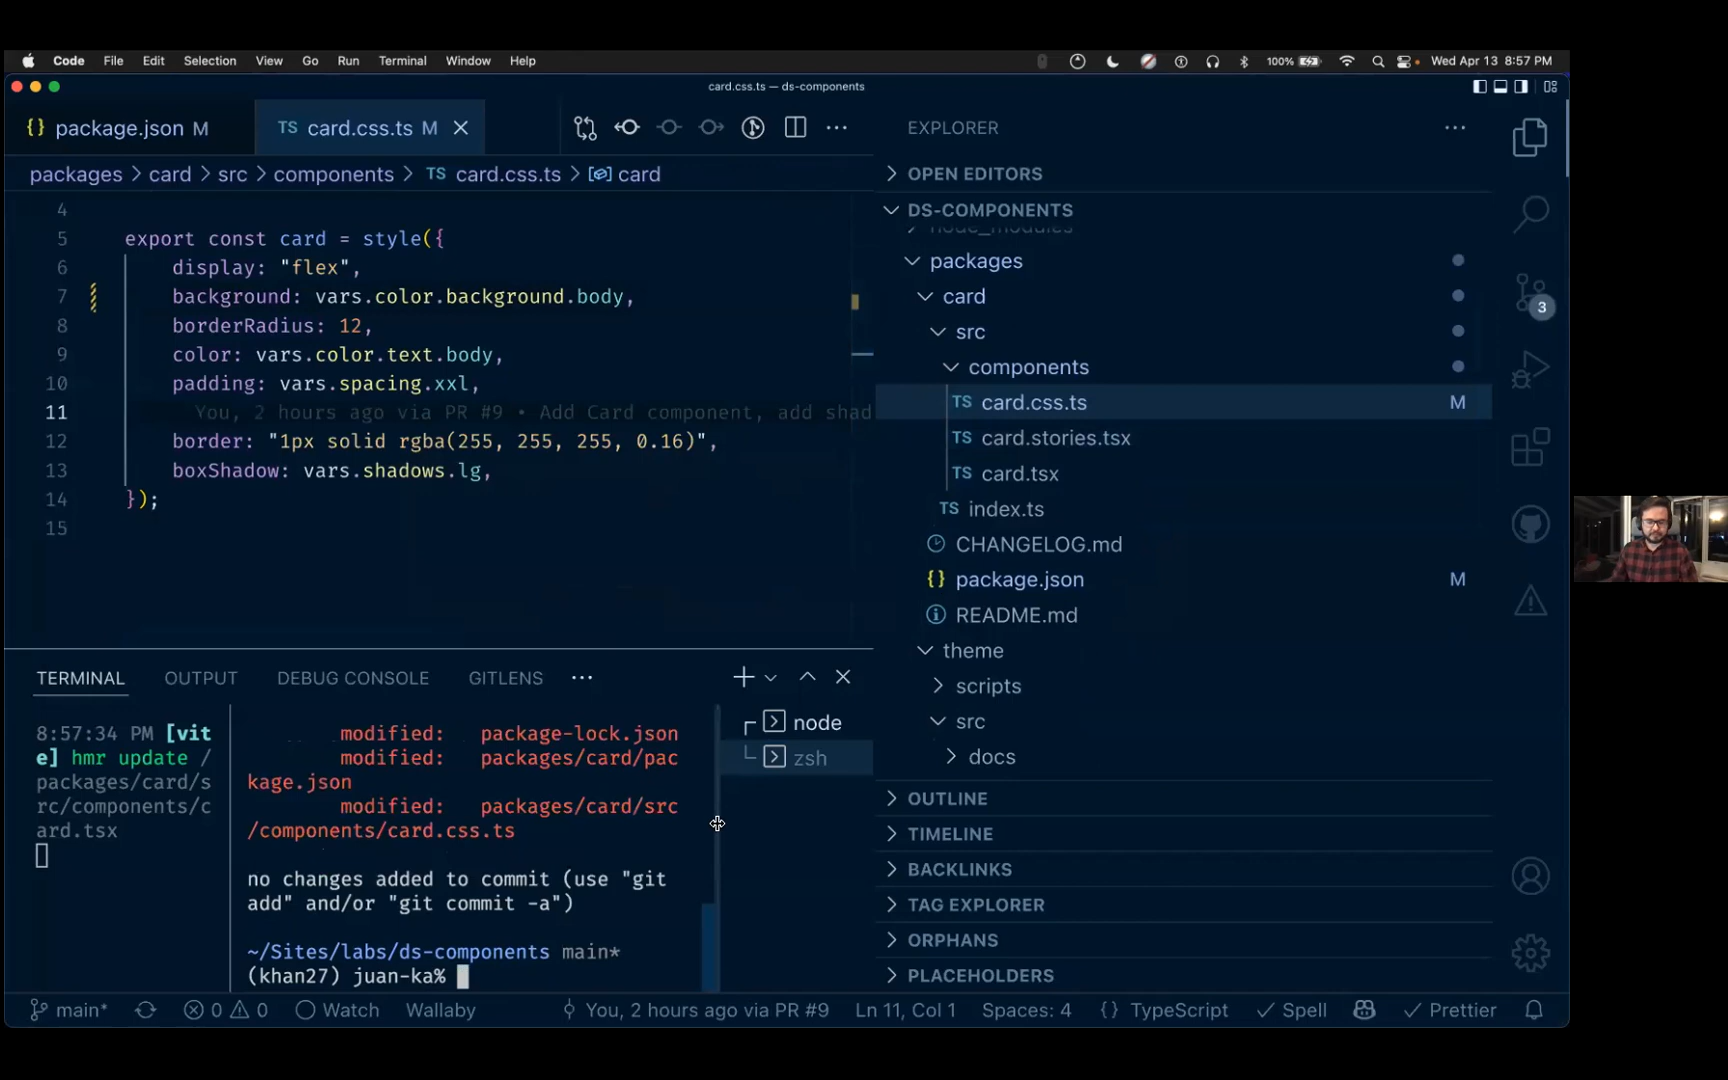 Code File Edit Selection View Go Run Terminal Window Help 100% Wed Apr 13 8:57 PM
card.css.ts — ds-components
{} package.json M
TS card.css.ts M
packages > card > src > components > TS card.css.ts > card
4
5 export const card = style({
6 display: "flex",
7 background: vars.color.background.body,
8 borderRadius: 12,
9 color: vars.color.text.body,
10 padding: vars.spacing.xxl,
11 You, 2 hours ago via PR #9 • Add Card component, add shad
12 border: "1px solid rgba(255, 255, 255, 0.16)",
13 boxShadow: vars.shadows.lg,
14 });
15
EXPLORER
OPEN EDITORS
DS-COMPONENTS
node_modules
packages
card
src
components
TS card.css.ts M
TS card.stories.tsx
TS card.tsx
TS index.ts
CHANGELOG.md
{} package.json M
README.md
theme
scripts
src
docs
OUTLINE
TIMELINE
BACKLINKS
TAG EXPLORER
ORPHANS
PLACEHOLDERS
3
TERMINAL OUTPUT DEBUG CONSOLE GITLENS
8:57:34 PM [vit
e] hmr update /
packages/card/s
rc/components/c
ard.tsx
modified: package-lock.json
modified: packages/card/pac
kage.json
modified: packages/card/src
/components/card.css.ts
no changes added to commit (use "git
add" and/or "git commit -a")
~/Sites/labs/ds-components main*
(khan27) juan-ka%
node
zsh
main* 0 0 Watch Wallaby You, 2 hours ago via PR #9 Ln 11, Col 1 Spaces: 4 {} TypeScript Spell Prettier